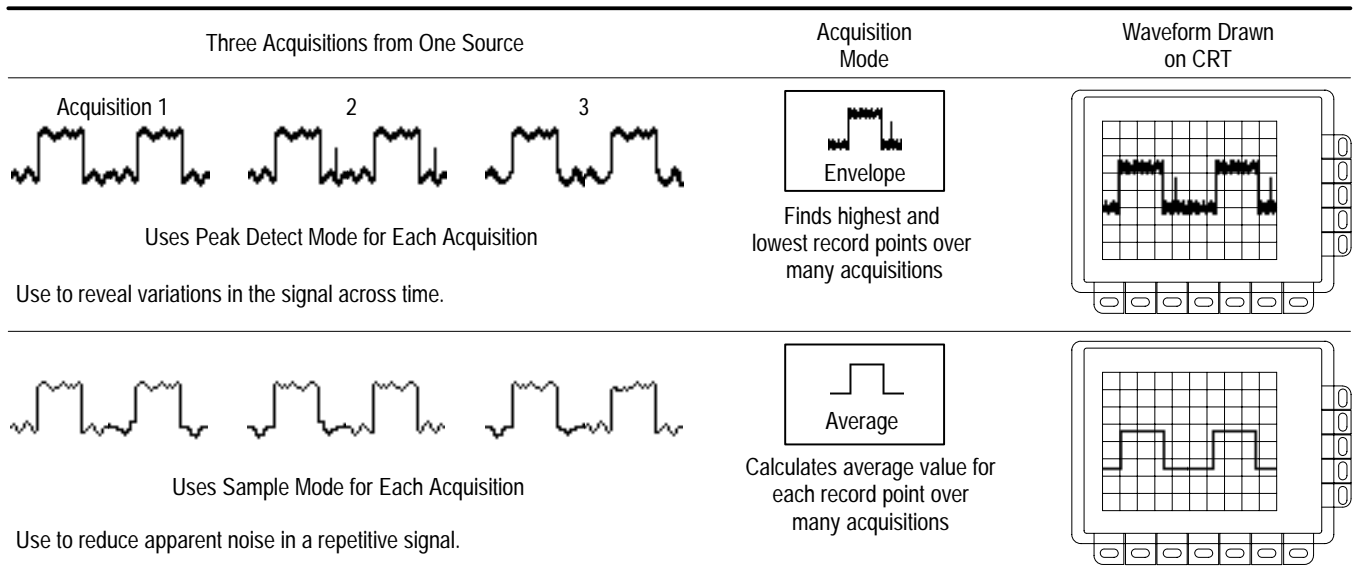 Three Acquisitions from One Source
Acquisition
Mode
Waveform Drawn
on CRT
Acquisition 1
2
3
Uses Peak Detect Mode for Each Acquisition
Use to reveal variations in the signal across time.
Envelope
Finds highest and
lowest record points over
many acquisitions
Uses Sample Mode for Each Acquisition
Use to reduce apparent noise in a repetitive signal.
Average
Calculates average value for
each record point over
many acquisitions